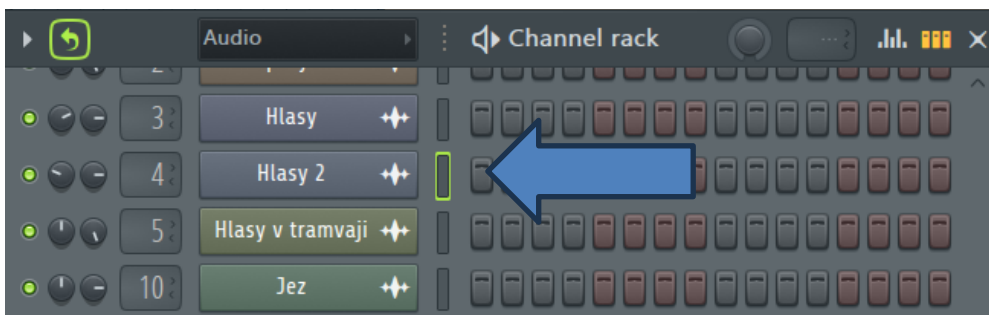 Audio
Channel rack
3 Hlasy
4 Hlasy 2
5 Hlasy v tramvaji
10 Jez